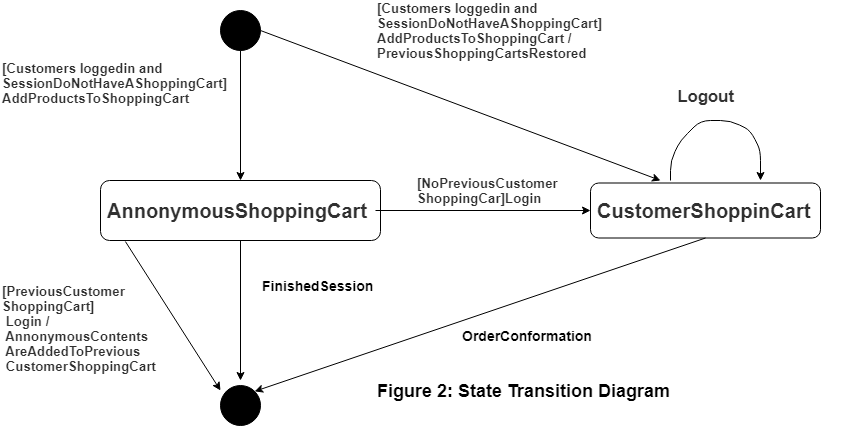 [Customers loggedin and
SessionDoNotHaveAShoppingCart]
AddProductsToShoppingCart /
PreviousShoppingCartsRestored
[Customers loggedin and
SessionDoNotHaveAShoppingCart]
AddProductsToShoppingCart
Logout
[NoPreviousCustomer
ShoppingCar]Login
AnnonymousShoppingCart
CustomerShoppinCart
FinishedSession
[PreviousCustomer
ShoppingCart]
Login /
AnnonymousContents
AreAddedToPrevious
CustomerShoppingCart
OrderConformation
Figure 2: State Transition Diagram